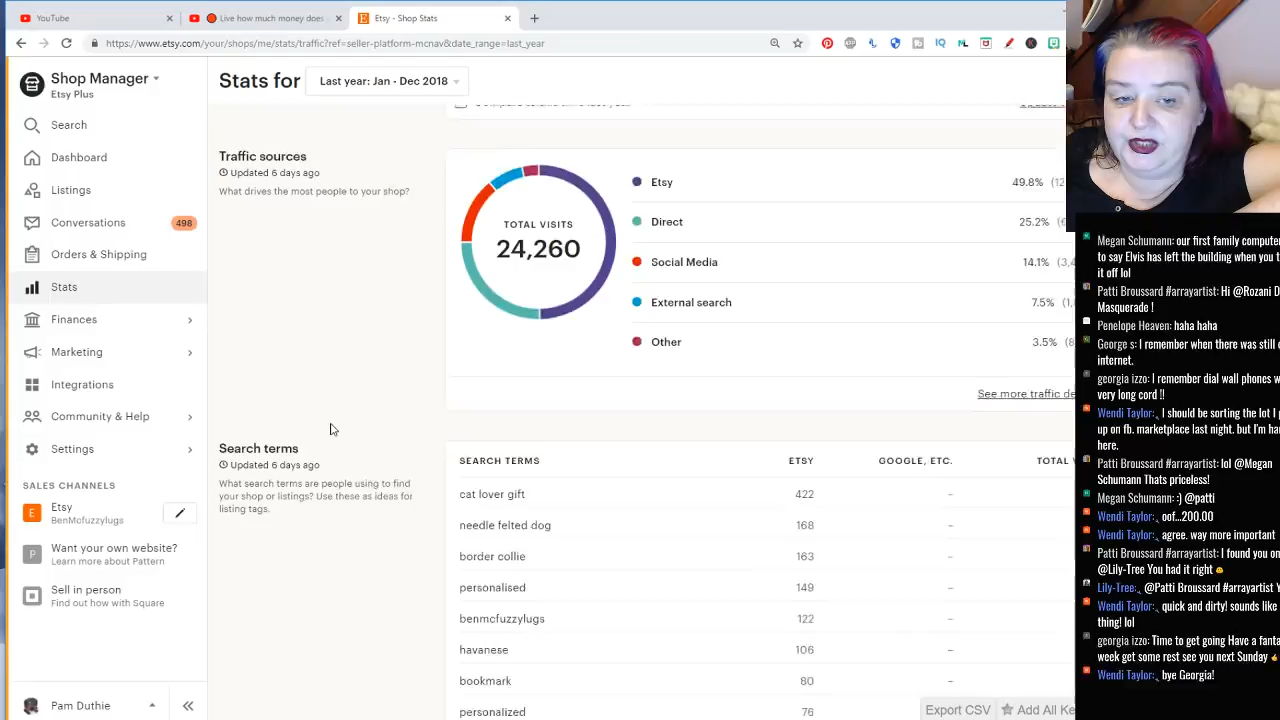 YouTube
Live how much money does
Etsy - Shop Stats
https://www.etsy.com/your/shops/me/stats/traffic?ref=seller-platform-mcnav&date_range=last_year
Shop Manager
Etsy Plus
Search
Dashboard
Listings
Conversations 498
Orders & Shipping
Stats
Finances
Marketing
Integrations
Community & Help
Settings
SALES CHANNELS
E
Etsy
BenMcfuzzylugs
P
Want your own website?
Learn more about Pattern
Sell in person
Find out how with Square
Pam Duthie
Stats for
Last year: Jan - Dec 2018
Traffic sources
Updated 6 days ago
What drives the most people to your shop?
TOTAL VISITS
24,260
Etsy 49.8% (12
Direct 25.2%
Social Media 14.1% (3,4
External search 7.5% (1,
Other 3.5% (8
See more traffic de
Search terms
Updated 6 days ago
What search terms are people using to find
your shop or listings? Use these as ideas for
listing tags.
SEARCH TERMS ETSY GOOGLE, ETC. TOTAL V
cat lover gift 422 –
needle felted dog 168 –
border collie 163 –
personalised 149 –
benmcfuzzylugs 122 –
havanese 106 –
bookmark 80 –
personalized 76
Export CSV
Add All Ke
Megan Schumann: our first family compute
to say Elvis has left the building when you t
it off lol
Patti Broussard #arrayartist: Hi @Rozani D
Masquerade !
Penelope Heaven: haha haha
George s: I remember when there was still
internet.
georgia izzo: I remember dial wall phones w
very long cord !!
Wendi Taylor: I should be sorting the lot I
up on fb. marketplace last night. but I'm ha
here.
Patti Broussard #arrayartist: lol @Megan
Schumann Thats priceless!
Megan Schumann: :) @patti
Wendi Taylor: oof...200.00
Wendi Taylor: agree. way more important
Patti Broussard #arrayartist: I found you on
@Lily-Tree You had it right
Lily-Tree: @Patti Broussard #arrayartist Y
Wendi Taylor: quick and dirty! sounds like
thing! lol
georgia izzo: Time to get going Have a fanta
week get some rest see you next Sunday
Wendi Taylor: bye Georgia!